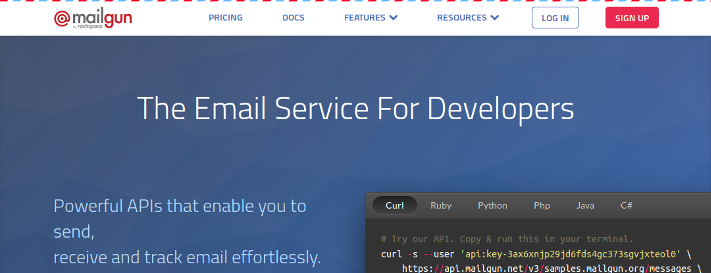 @mailgun
by rackspace
PRICING DOCS FEATURES RESOURCES LOG IN SIGN UP
The Email Service For Developers
Powerful APIs that enable you to
send,
receive and track email effortlessly.
Curl Ruby Python Php Java C#
# Try our API. Copy & run this in your terminal.
curl -s --user 'api:key-3ax6xnjp29jd6fds4gc373sgvjxteol0' \
https://api.mailgun.net/v3/samples.mailgun.org/messages \